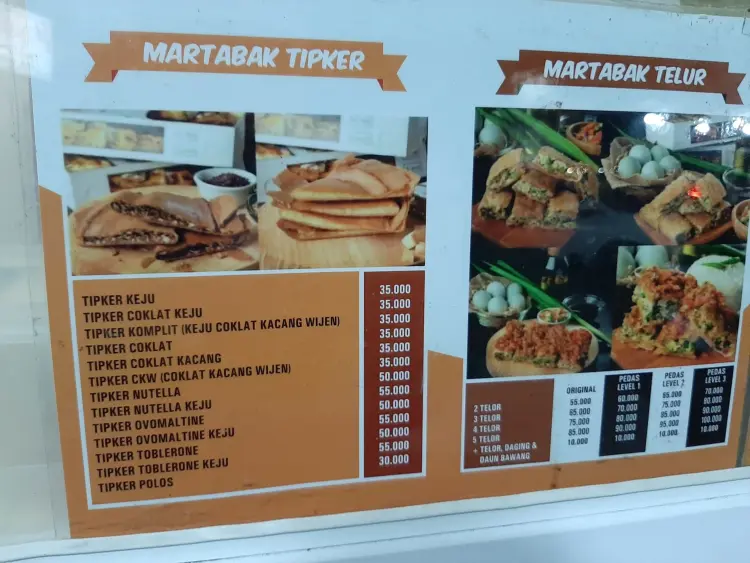 MARTABAK TIPKER
TIPKER KEJU 35.000
TIPKER COKLAT KEJU 35.000
TIPKER KOMPLIT (KEJU COKLAT KACANG WIJEN) 35.000
TIPKER COKLAT 35.000
TIPKER COKLAT KACANG 35.000
TIPKER CKW (COKLAT KACANG WIJEN) 35.000
TIPKER NUTELLA 50.000
TIPKER NUTELLA KEJU 55.000
TIPKER OVOMALTINE 50.000
TIPKER OVOMALTINE KEJU 55.000
TIPKER TOBLERONE 50.000
TIPKER TOBLERONE KEJU 55.000
TIPKER POLOS 30.000
MARTABAK TELUR
ORIGINAL PEDAS LEVEL 1 PEDAS LEVEL 2 PEDAS LEVEL 3
2 TELOR 55.000 60.000 65.000 70.000
3 TELOR 65.000 70.000 75.000 80.000
4 TELOR 75.000 80.000 85.000 90.000
5 TELOR 85.000 90.000 95.000 100.000
+ TELOR, DAGING & 10.000 10.000 10.000 10.000
DAUN BAWANG